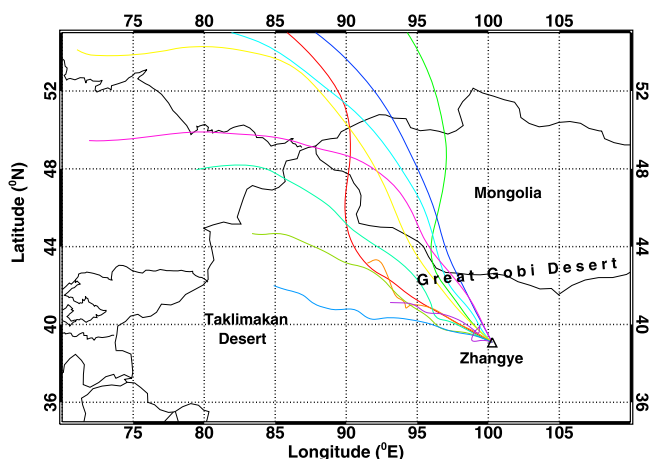 75 80 85 90 95 100 105
52 52
Latitude (⁰N)
48 48
Mongolia
44 44
Great Gobi Desert
40 40
Taklimakan
Desert
Zhangye
36 36
75 80 85 90 95 100 105
Longitude (⁰E)